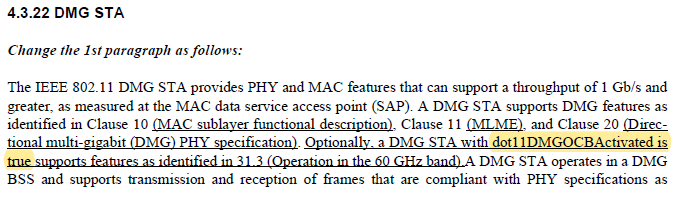 4.3.22 DMG STA
Change the 1st paragraph as follows:
The IEEE 802.11 DMG STA provides PHY and MAC features that can support a throughput of 1 Gb/s and
greater, as measured at the MAC data service access point (SAP). A DMG STA supports DMG features as
identified in Clause 10 (MAC sublayer functional description), Clause 11 (MLME), and Clause 20 (Direc-
tional multi-gigabit (DMG) PHY specification). Optionally, a DMG STA with dot11DMGOCBActivated is
true supports features as identified in 31.3 (Operation in the 60 GHz band).A DMG STA operates in a DMG
BSS and supports transmission and reception of frames that are compliant with PHY specifications as